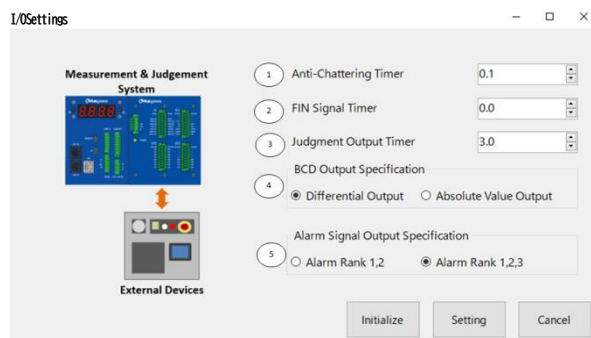 I/OSettings
Measurement & Judgement
System
External Devices
1 Anti-Chattering Timer 0.1
2 FIN Signal Timer 0.0
3 Judgment Output Timer 3.0
4 BCD Output Specification
Differential Output Absolute Value Output
5 Alarm Signal Output Specification
Alarm Rank 1,2 Alarm Rank 1,2,3
Initialize Setting Cancel